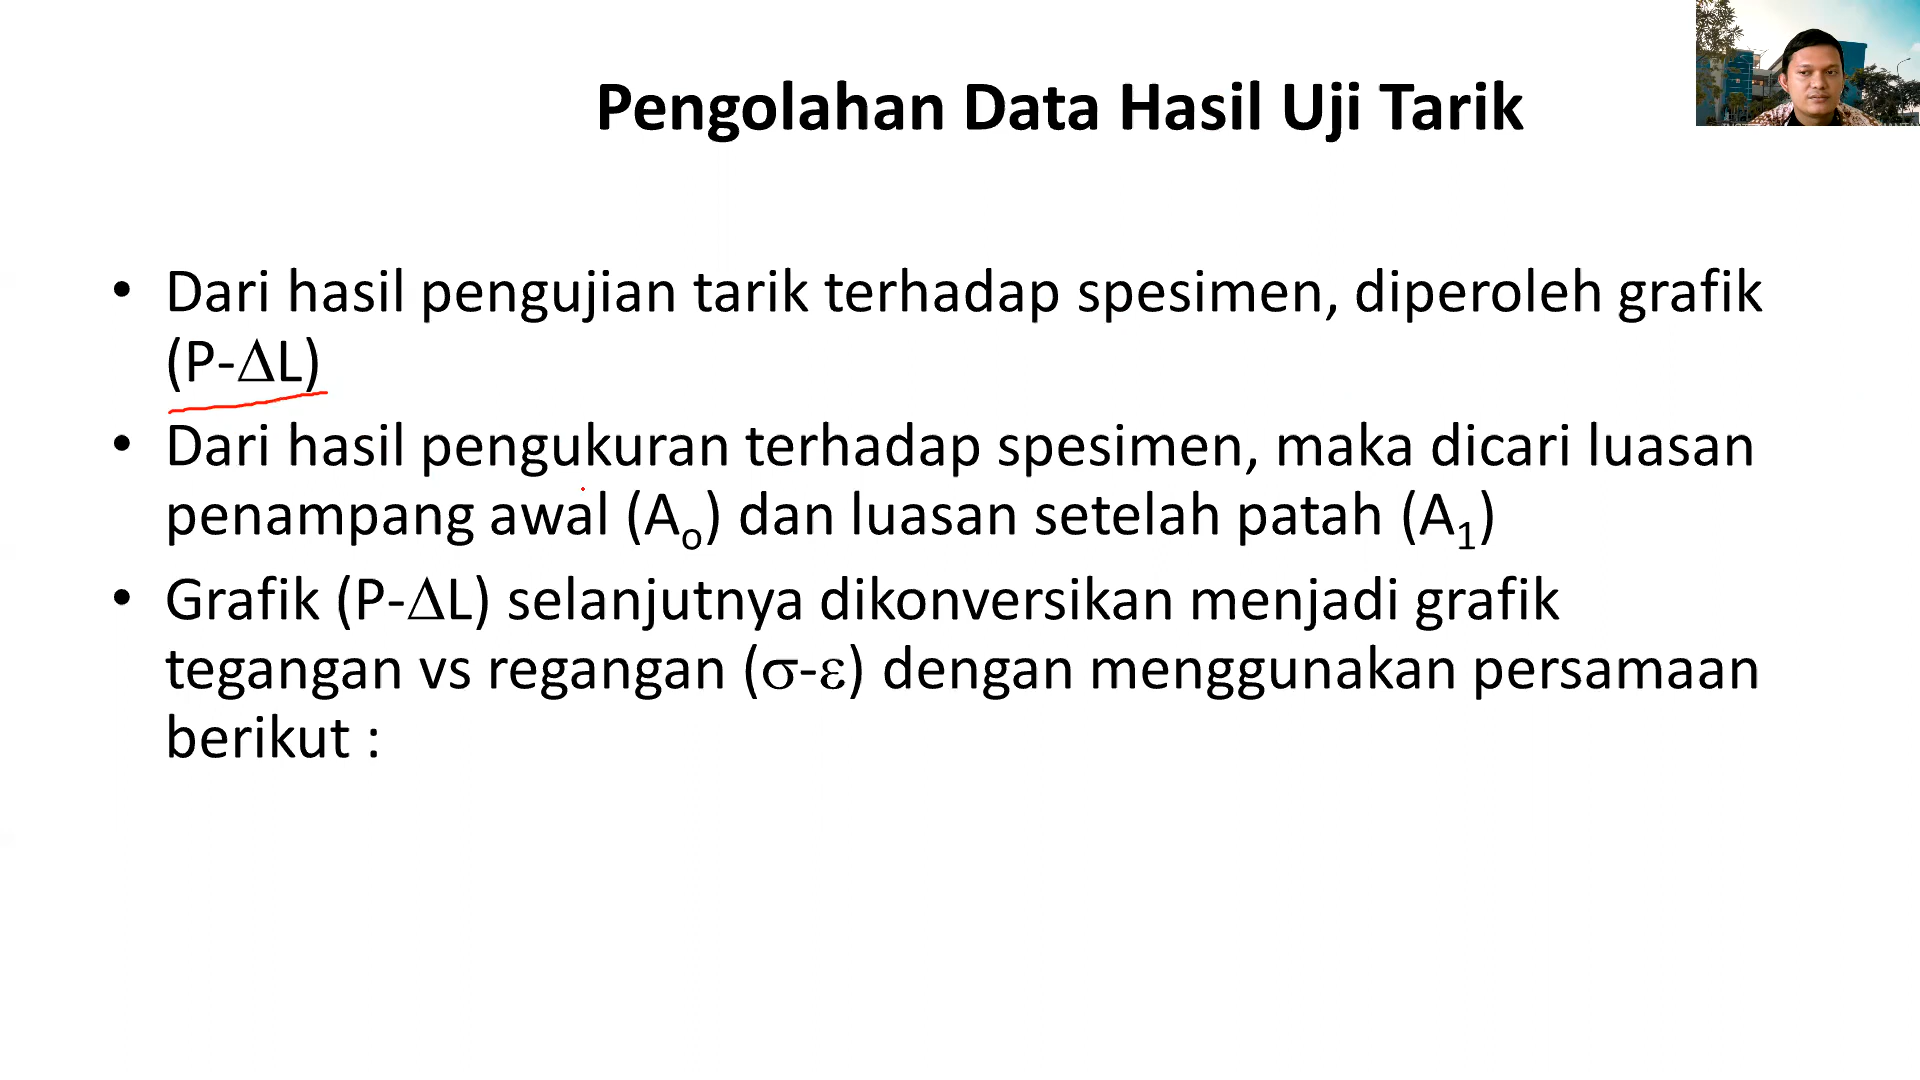 Pengolahan Data Hasil Uji Tarik
• Dari hasil pengujian tarik terhadap spesimen, diperoleh grafik
(P-ΔL)
• Dari hasil pengukuran terhadap spesimen, maka dicari luasan
penampang awal (Aₒ) dan luasan setelah patah (A₁)
• Grafik (P-ΔL) selanjutnya dikonversikan menjadi grafik
tegangan vs regangan (σ-ε) dengan menggunakan persamaan
berikut :